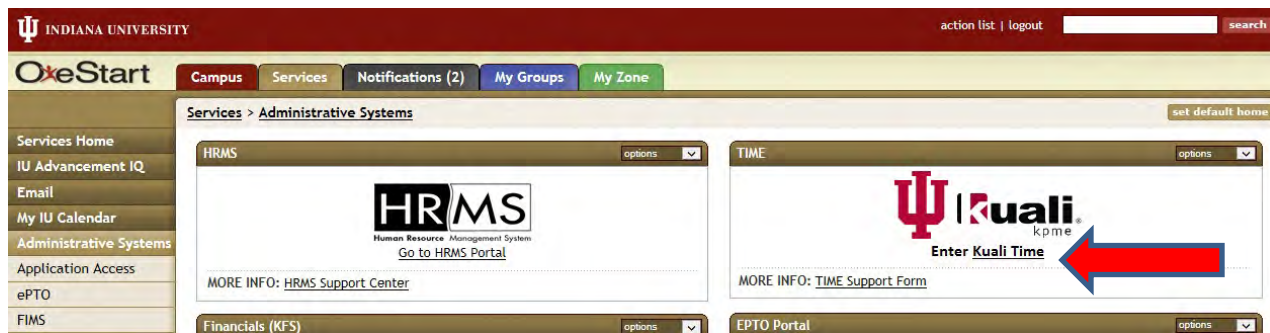 INDIANA UNIVERSITY
action list | logout
search
OneStart
Campus
Services
Notifications (2)
My Groups
My Zone
Services > Administrative Systems
set default home
Services Home
IU Advancement IQ
Email
My IU Calendar
Administrative Systems
Application Access
ePTO
FIMS
HRMS
options
HRMS
Human Resource Management System
Go to HRMS Portal
MORE INFO: HRMS Support Center
TIME
options
Kuali®
kpme
Enter Kuali Time
MORE INFO: TIME Support Form
Financials (KFS)
options
EPTO Portal
options